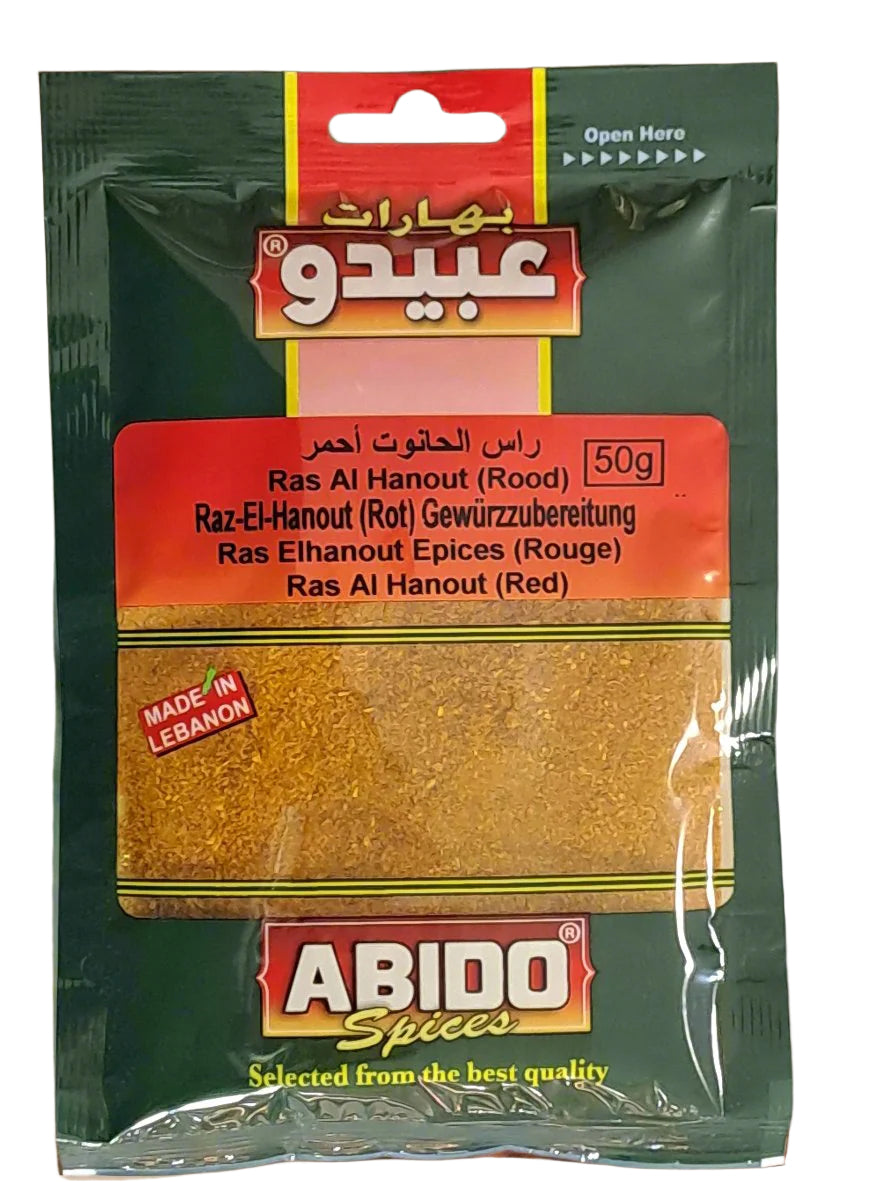 Open Here
بهارات
عبيدو ®
راس الحانوت أحمر
50g
Ras Al Hanout (Rood)
Raz-El-Hanout (Rot) Gewürzzubereitung
Ras Elhanout Epices (Rouge)
Ras Al Hanout (Red)
MADE IN
LEBANON
ABIDO ®
Spices
Selected from the best quality